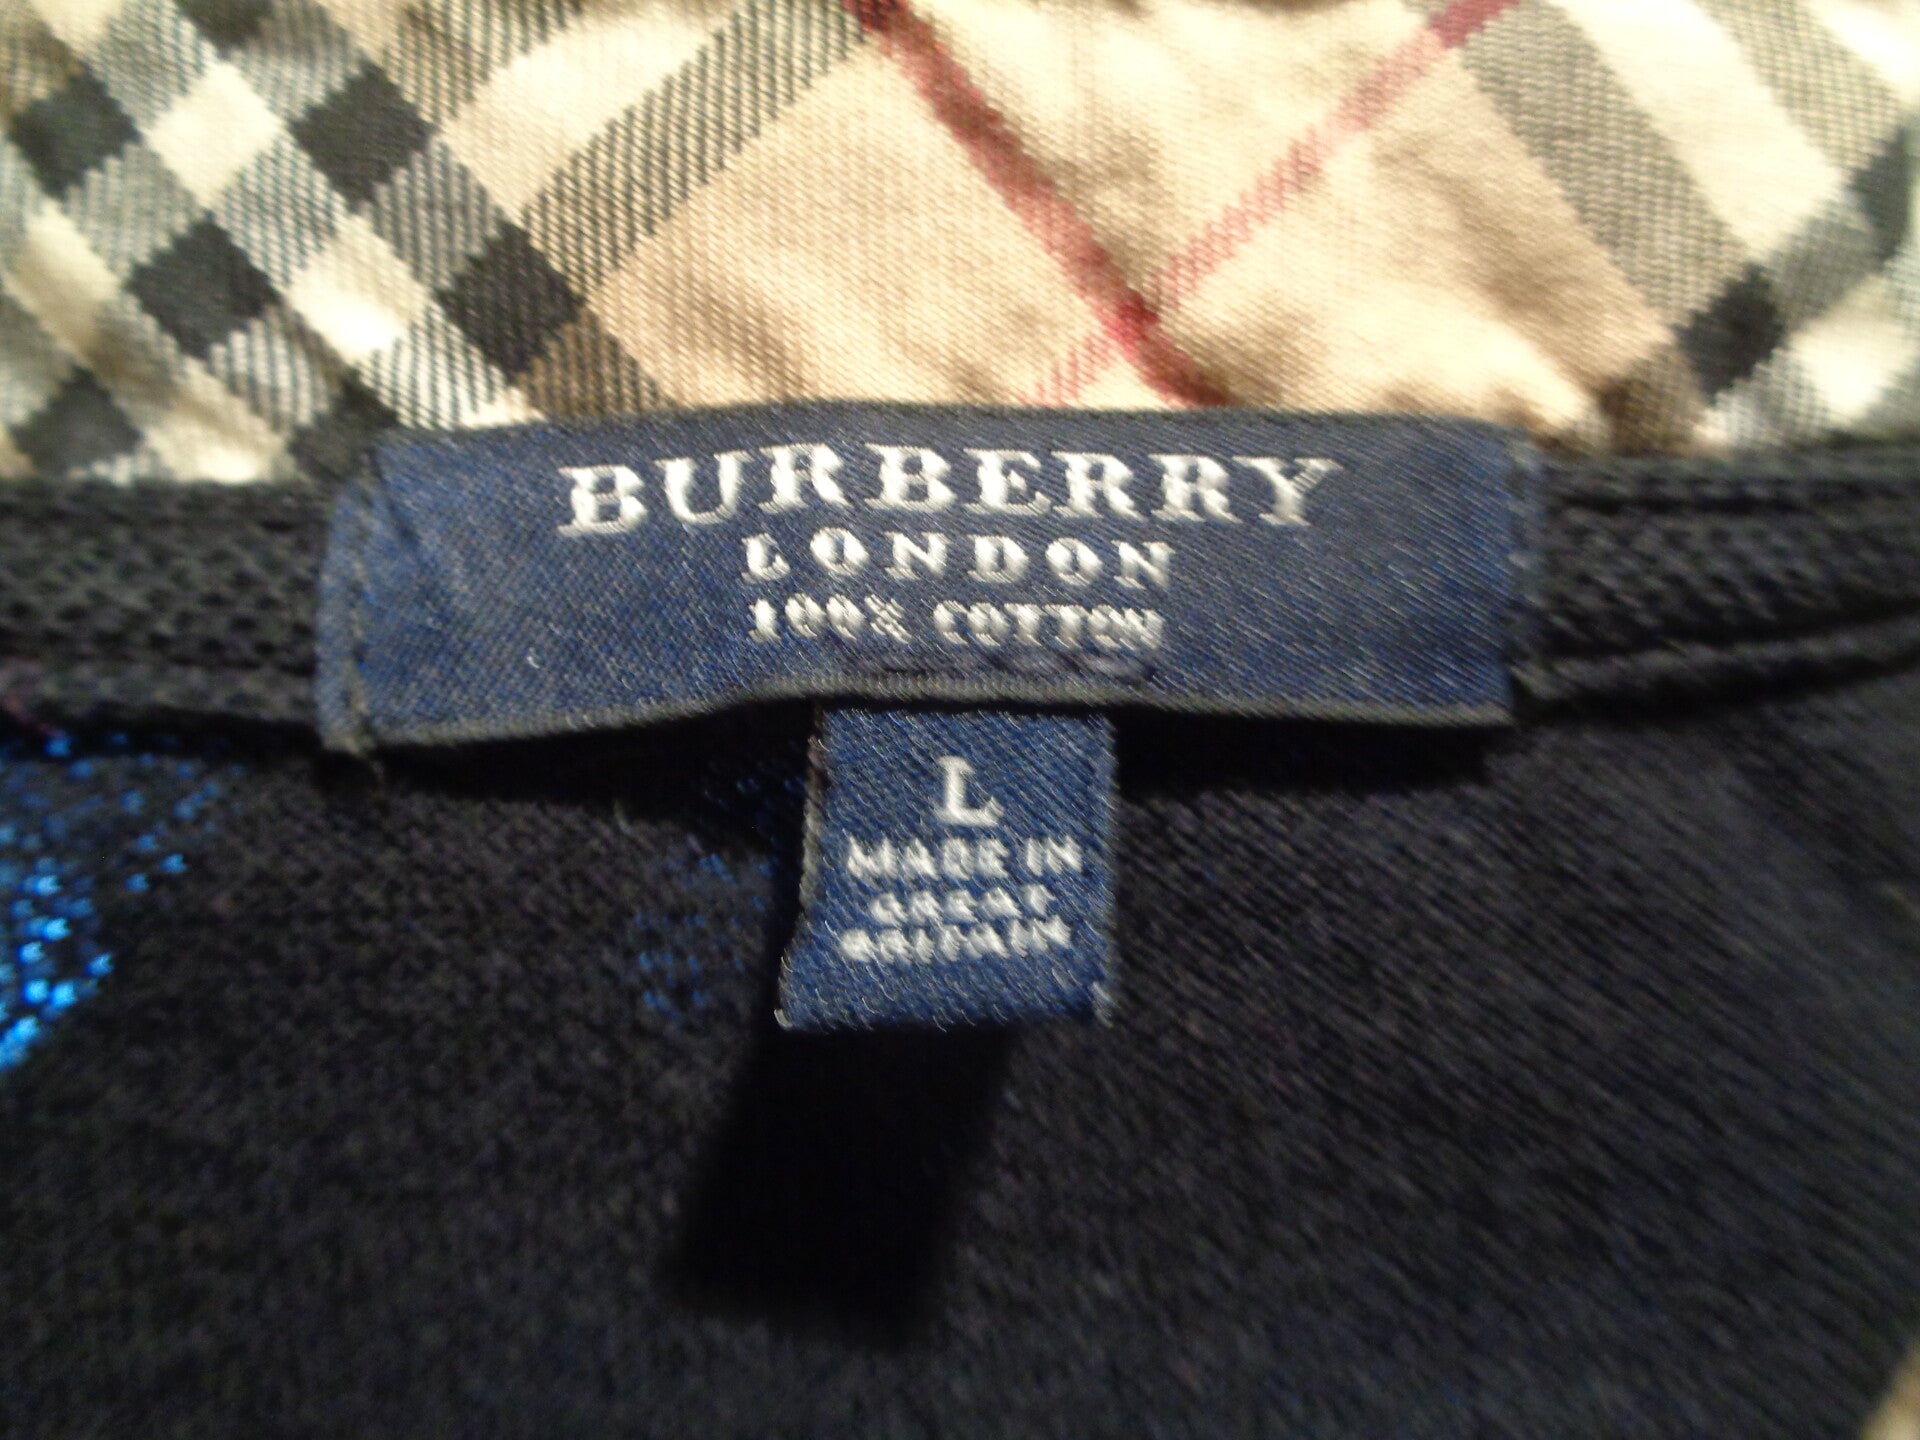 BURBERRY
LONDON
100% COTTON
L
MADE IN
GREAT
BRITAIN